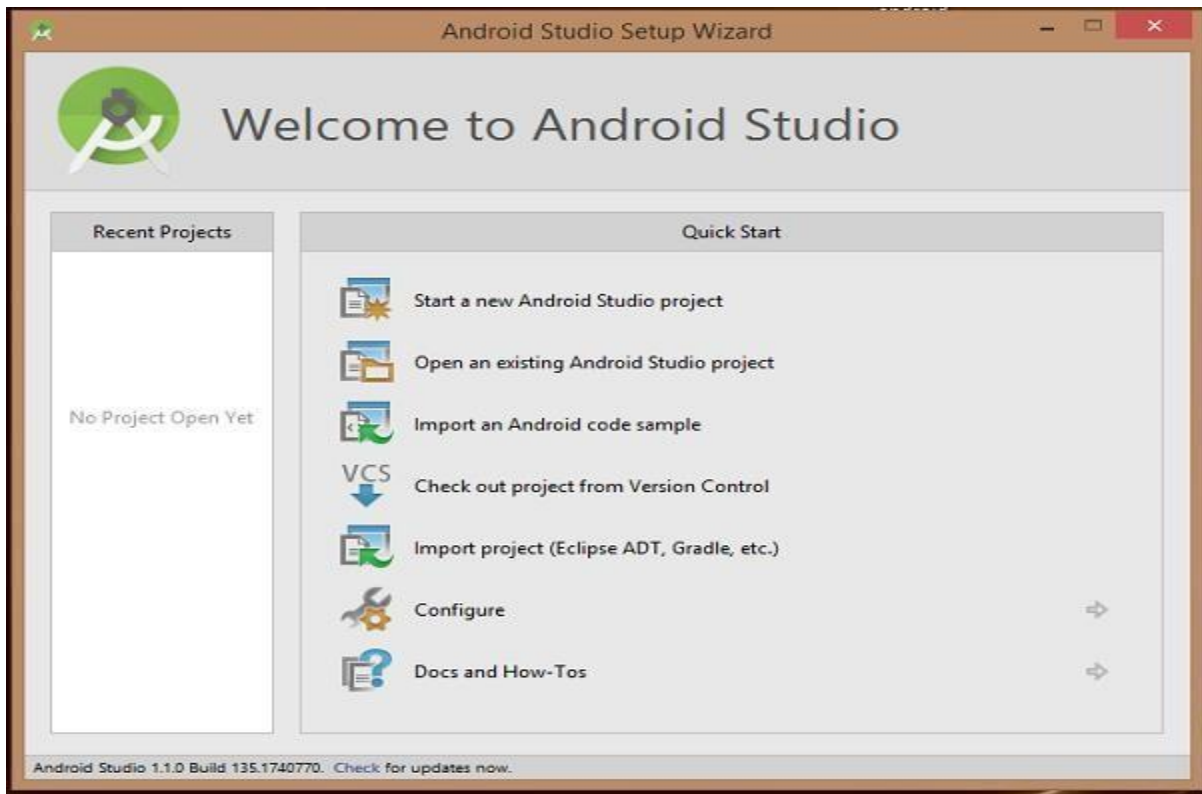 Android Studio Setup Wizard
Welcome to Android Studio
Recent Projects
No Project Open Yet
Quick Start
Start a new Android Studio project
Open an existing Android Studio project
Import an Android code sample
VCS
Check out project from Version Control
Import project (Eclipse ADT, Gradle, etc.)
Configure
Docs and How-Tos
Android Studio 1.1.0 Build 135.1740770. Check for updates now.